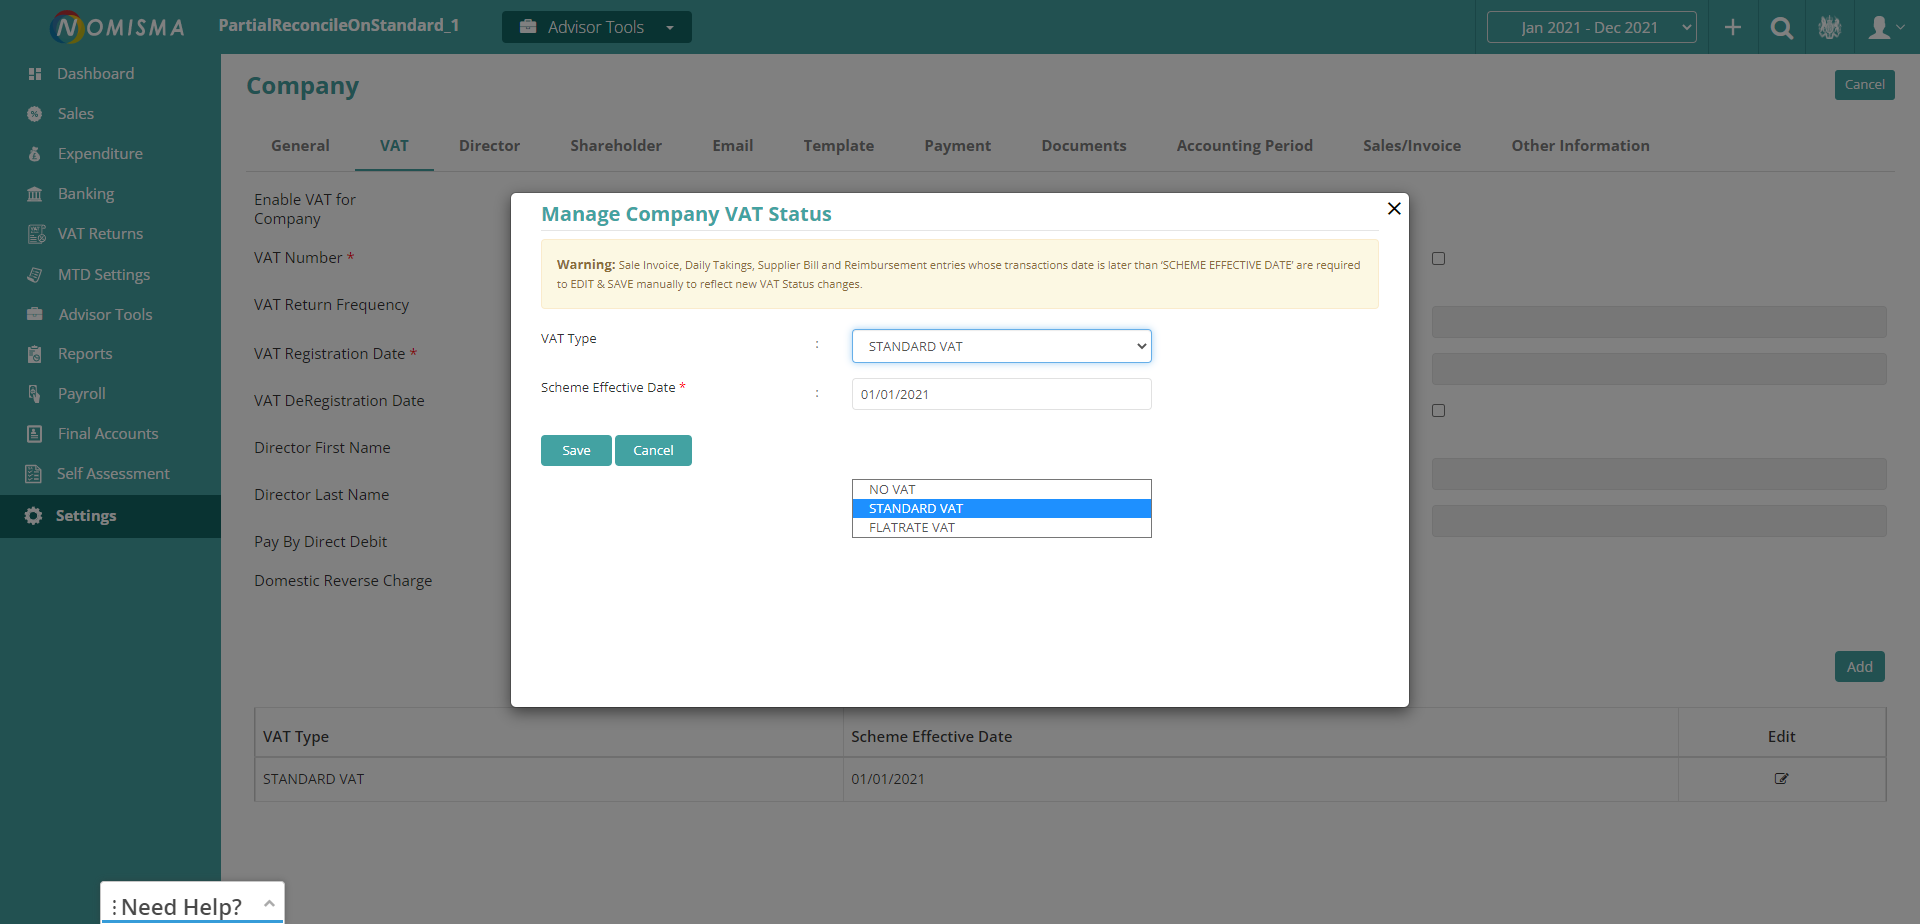 NOMISMA
PartialReconcileOnStandard_1
Advisor Tools
Jan 2021 - Dec 2021
Dashboard
Sales
Expenditure
Banking
VAT Returns
MTD Settings
Advisor Tools
Reports
Payroll
Final Accounts
Self Assessment
Settings
Company
Cancel
General
VAT
Director
Shareholder
Email
Template
Payment
Documents
Accounting Period
Sales/Invoice
Other Information
Enable VAT for
Company
VAT Number *
VAT Return Frequency
VAT Registration Date *
VAT DeRegistration Date
Director First Name
Director Last Name
Pay By Direct Debit
Domestic Reverse Charge
Manage Company VAT Status
Warning: Sale Invoice, Daily Takings, Supplier Bill and Reimbursement entries whose transactions date is later than 'SCHEME EFFECTIVE DATE' are required
to EDIT & SAVE manually to reflect new VAT Status changes.
VAT Type : STANDARD VAT
Scheme Effective Date * : 01/01/2021
Save
Cancel
NO VAT
STANDARD VAT
FLATRATE VAT
Add
VAT Type Scheme Effective Date Edit
STANDARD VAT 01/01/2021
Need Help?